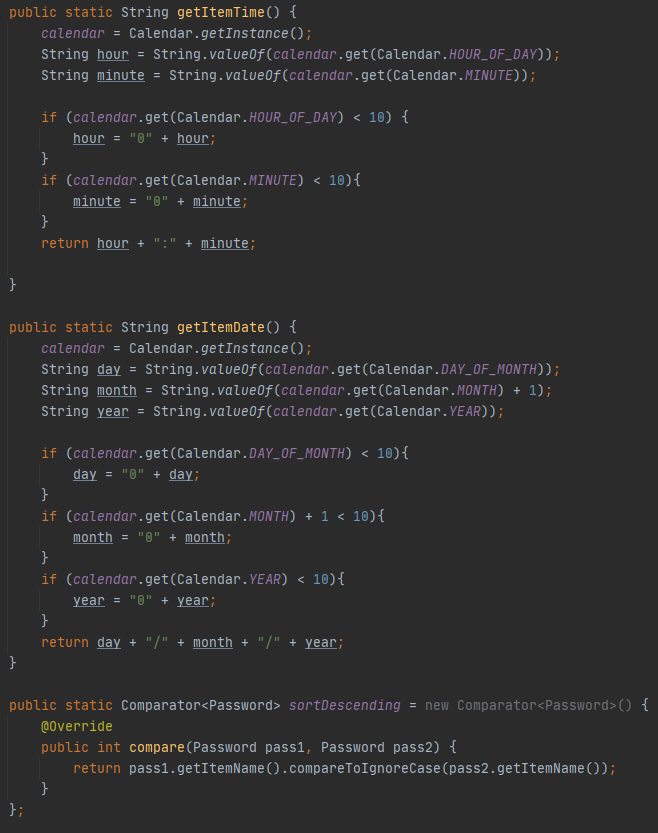 public static String getItemTime() {
calendar = Calendar.getInstance();
String hour = String.valueOf(calendar.get(Calendar.HOUR_OF_DAY));
String minute = String.valueOf(calendar.get(Calendar.MINUTE));
if (calendar.get(Calendar.HOUR_OF_DAY) < 10) {
hour = "0" + hour;
}
if (calendar.get(Calendar.MINUTE) < 10){
minute = "0" + minute;
}
return hour + ":" + minute;
}
public static String getItemDate() {
calendar = Calendar.getInstance();
String day = String.valueOf(calendar.get(Calendar.DAY_OF_MONTH));
String month = String.valueOf(calendar.get(Calendar.MONTH) + 1);
String year = String.valueOf(calendar.get(Calendar.YEAR));
if (calendar.get(Calendar.DAY_OF_MONTH) < 10){
day = "0" + day;
}
if (calendar.get(Calendar.MONTH) + 1 < 10){
month = "0" + month;
}
if (calendar.get(Calendar.YEAR) < 10){
year = "0" + year;
}
return day + "/" + month + "/" + year;
}
public static Comparator<Password> sortDescending = new Comparator<Password>() {
@Override
public int compare(Password pass1, Password pass2) {
return pass1.getItemName().compareToIgnoreCase(pass2.getItemName());
}
};